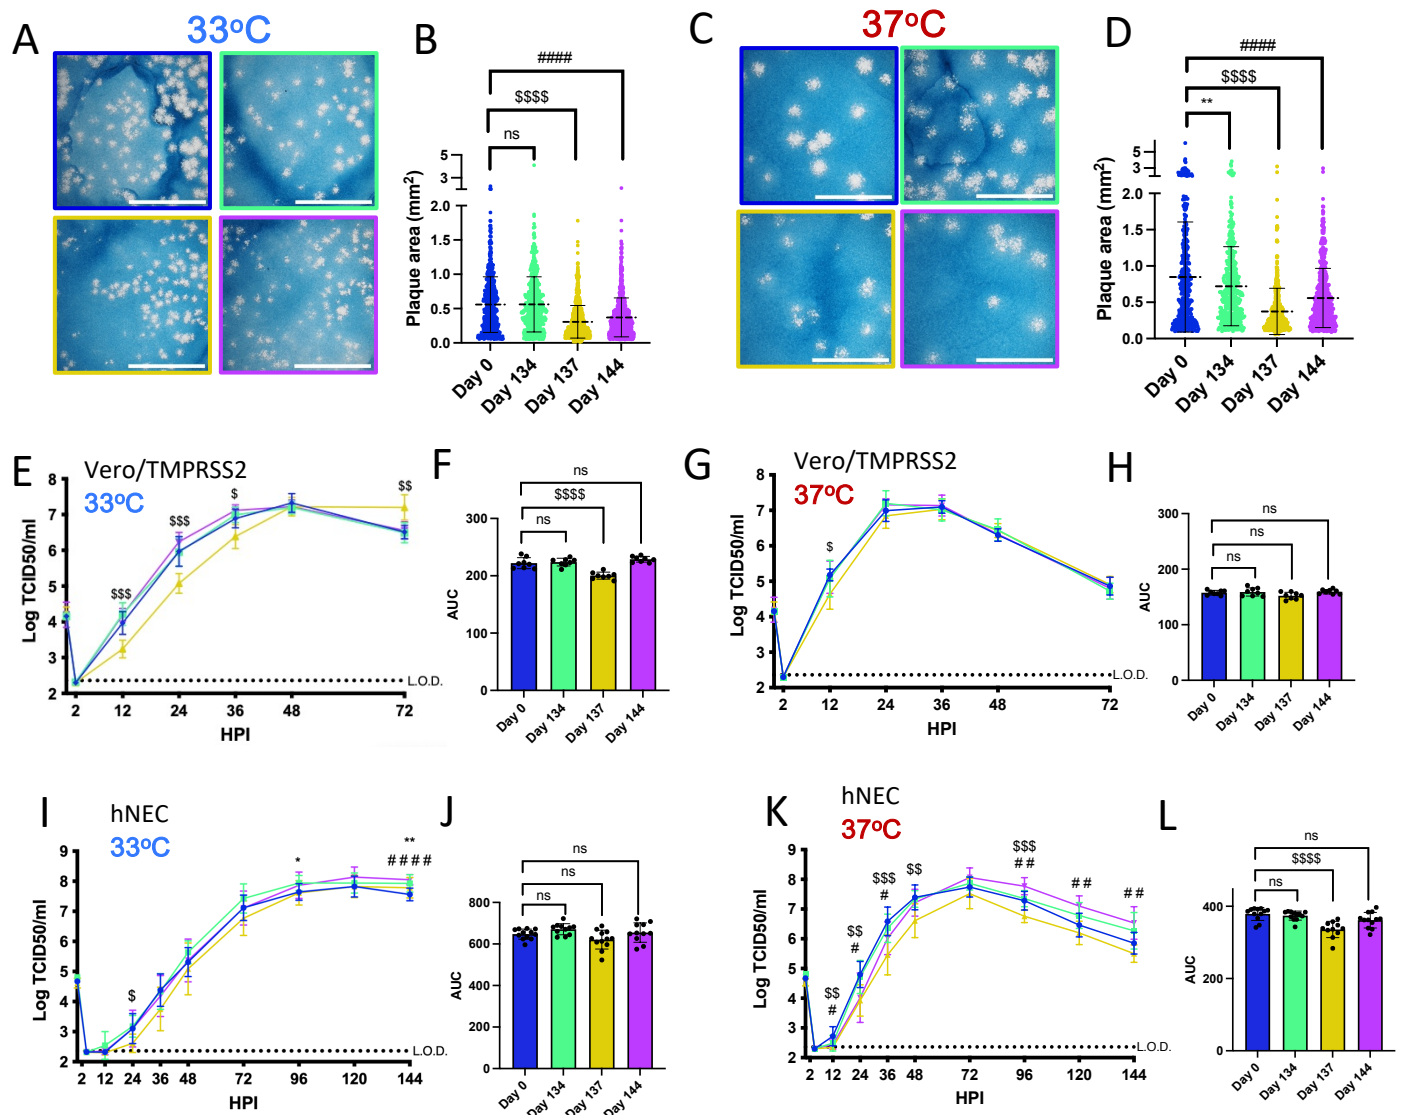 A
33°C
B
####
$$$$
ns
Plaque area (mm²)
5
3
2.0
1.5
1.0
0.5
0.0
Day 0
Day 134
Day 137
Day 144
C
37°C
D
####
$$$$
**
Plaque area (mm²)
5
3
2.0
1.5
1.0
0.5
0.0
Day 0
Day 134
Day 137
Day 144
E
Vero/TMPRSS2
33°C
$$$
$$$
$
$$
Log TCID50/ml
8
7
6
5
4
3
2
L.O.D.
2 12 24 36 48 72
HPI
F
ns
$$$$
ns
AUC
300
200
100
0
Day 0
Day 134
Day 137
Day 144
G
Vero/TMPRSS2
37°C
$
Log TCID50/ml
8
7
6
5
4
3
2
L.O.D.
2 12 24 36 48 72
HPI
H
ns
ns
ns
AUC
300
200
100
0
Day 0
Day 134
Day 137
Day 144
I
hNEC
33°C
$
*
**
####
Log TCID50/ml
9
8
7
6
5
4
3
2
L.O.D.
2 12 24 36 48 72 96 120 144
HPI
J
ns
ns
ns
AUC
800
600
400
200
0
Day 0
Day 134
Day 137
Day 144
K
hNEC
37°C
$$
#
$$
#
$$$
#
$$
$$$
##
##
##
Log TCID50/ml
9
8
7
6
5
4
3
2
L.O.D.
2 12 24 36 48 72 96 120 144
HPI
L
ns
$$$$
ns
AUC
400
200
0
Day 0
Day 134
Day 137
Day 144